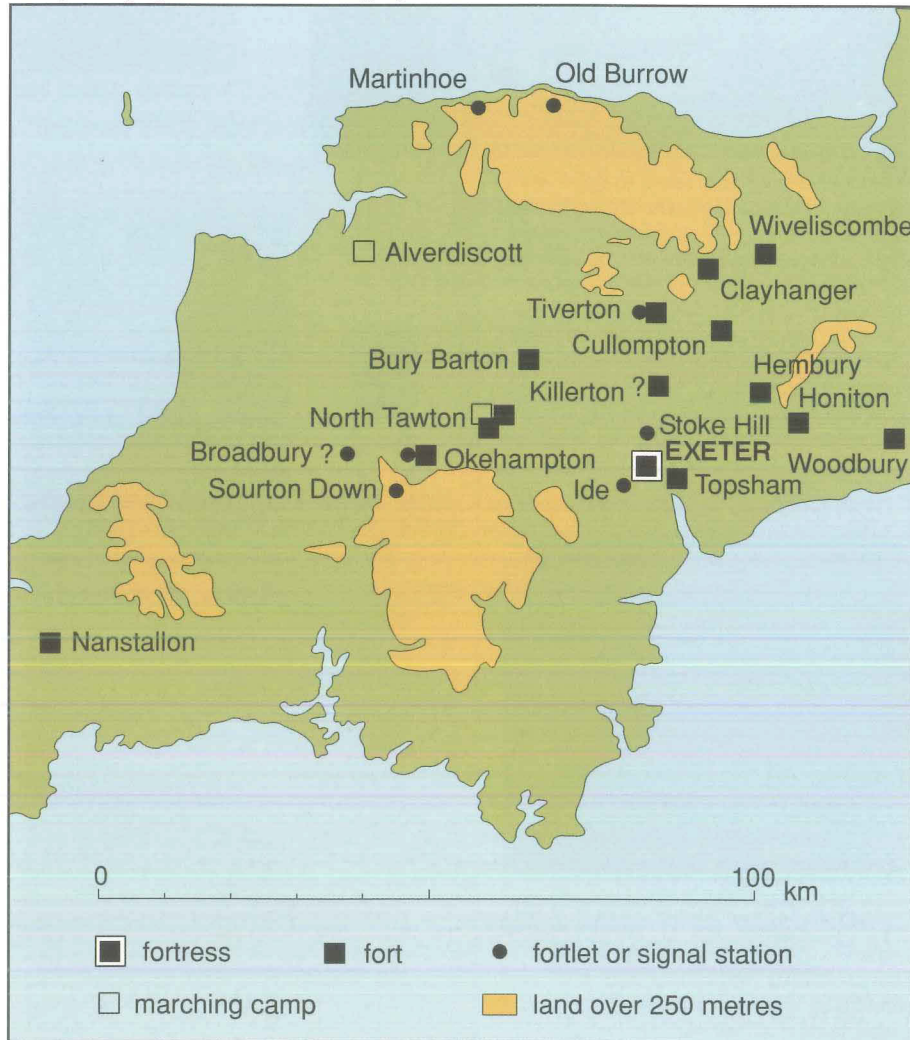 Martinhoe
Old Burrow
Wiveliscombe
Alverdiscott
Clayhanger
Tiverton
Cullompton
Bury Barton
Hembury
Killerton ?
Honiton
North Tawton
Stoke Hill
EXETER
Broadbury ?
Okehampton
Woodbury
Sourton Down
Ide
Topsham
Nanstallon
0 100
km
fortress
fort
fortlet or signal station
marching camp
land over 250 metres